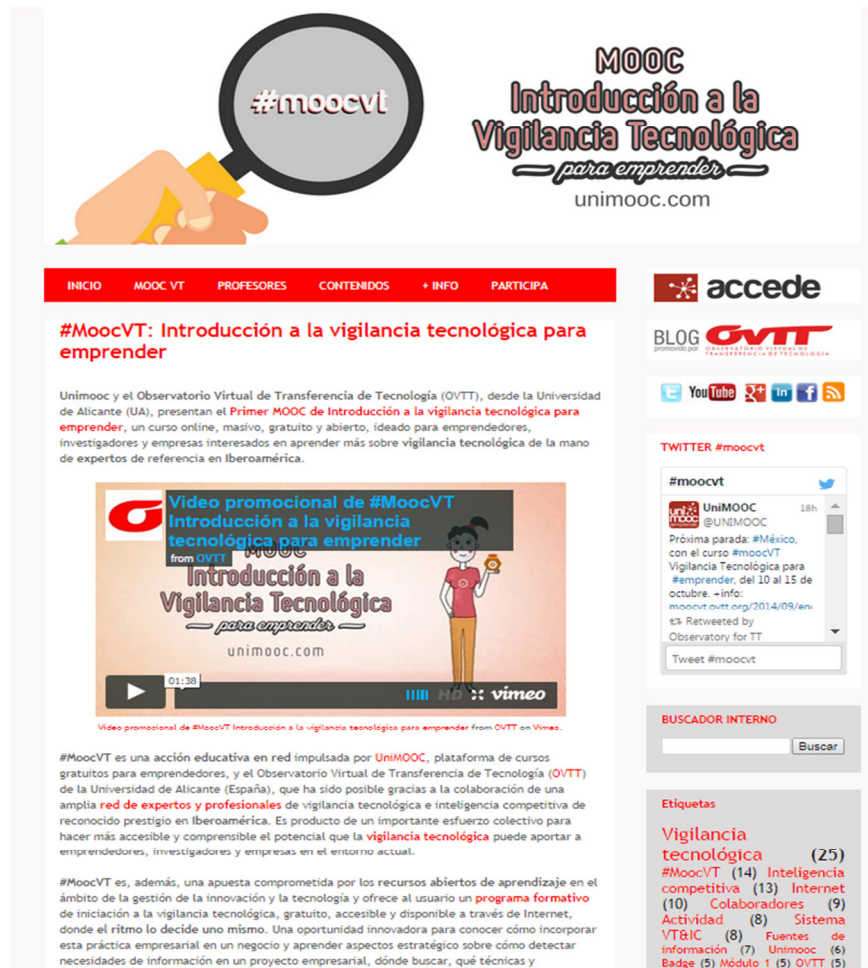 #moocvt
MOOC
Introducción a la
Vigilancia Tecnológica
para emprender
unimooc.com
INICIO MOOC VT PROFESORES CONTENIDOS + INFO PARTICIPA
#MoocVT: Introducción a la vigilancia tecnológica para
emprender
Unimooc y el Observatorio Virtual de Transferencia de Tecnología (OVTT), desde la Universidad
de Alicante (UA), presentan el Primer MOOC de Introducción a la vigilancia tecnológica para
emprender, un curso online, masivo, gratuito y abierto, ideado para emprendedores,
investigadores y empresas interesados en aprender más sobre vigilancia tecnológica de la mano
de expertos de referencia en Iberoamérica.
Video promocional de #MoocVT
Introducción a la vigilancia
tecnológica para emprender
from OVTT
MOOC
Introducción a la
Vigilancia Tecnológica
para emprender
unimooc.com
01:38
HD vimeo
Video promocional de #MoocVT Introducción a la vigilancia tecnológica para emprender from OVTT on Vimeo.
#MoocVT es una acción educativa en red impulsada por UniMOOC, plataforma de cursos
gratuitos para emprendedores, y el Observatorio Virtual de Transferencia de Tecnología (OVTT)
de la Universidad de Alicante (España), que ha sido posible gracias a la colaboración de una
amplia red de expertos y profesionales de vigilancia tecnológica e inteligencia competitiva de
reconocido prestigio en Iberoamérica. Es producto de un importante esfuerzo colectivo para
hacer más accesible y comprensible el potencial que la vigilancia tecnológica puede aportar a
emprendedores, investigadores y empresas en el entorno actual.
#MoocVT es, además, una apuesta comprometida por los recursos abiertos de aprendizaje en el
ámbito de la gestión de la innovación y la tecnología y ofrece al usuario un programa formativo
de iniciación a la vigilancia tecnológica, gratuito, accesible y disponible a través de Internet,
donde el ritmo lo decide uno mismo. Una oportunidad innovadora para conocer cómo incorporar
esta práctica empresarial en un negocio y aprender aspectos estratégico sobre cómo detectar
necesidades de información en un proyecto empresarial, dónde buscar, qué técnicas y
accede
BLOG OVTT
promovido por OBSERVATORIO VIRTUAL DE
TRANSFERENCIA DE TECNOLOGÍA
YouTube g+ in f
TWITTER #moocvt
#moocvt
uni mooc UniMOOC 18h
@UNIMOOC
Próxima parada: #México,
con el curso #moocVT
Vigilancia Tecnológica para
#emprender, del 10 al 15 de
octubre. +info:
moocvt.ovtt.org/2014/09/en
Retweeted by
Observatory for TT
Tweet #moocvt
BUSCADOR INTERNO
Buscar
Etiquetas
Vigilancia
tecnológica (25)
#MoocVT (14) Inteligencia
competitiva (13) Internet
(10) Colaboradores (9)
Actividad (8) Sistema
VT&IC (8) Fuentes de
información (7) Unimooc (6)
Badge (5) Módulo 1 (5) OVTT (5)